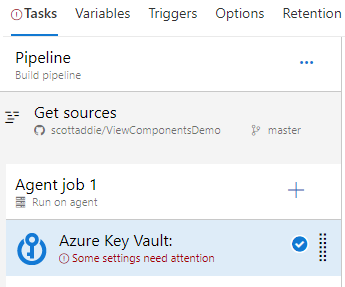 Tasks Variables Triggers Options Retention
Pipeline
Build pipeline
Get sources
scottaddie/ViewComponentsDemo master
Agent job 1
Run on agent
Azure Key Vault:
Some settings need attention